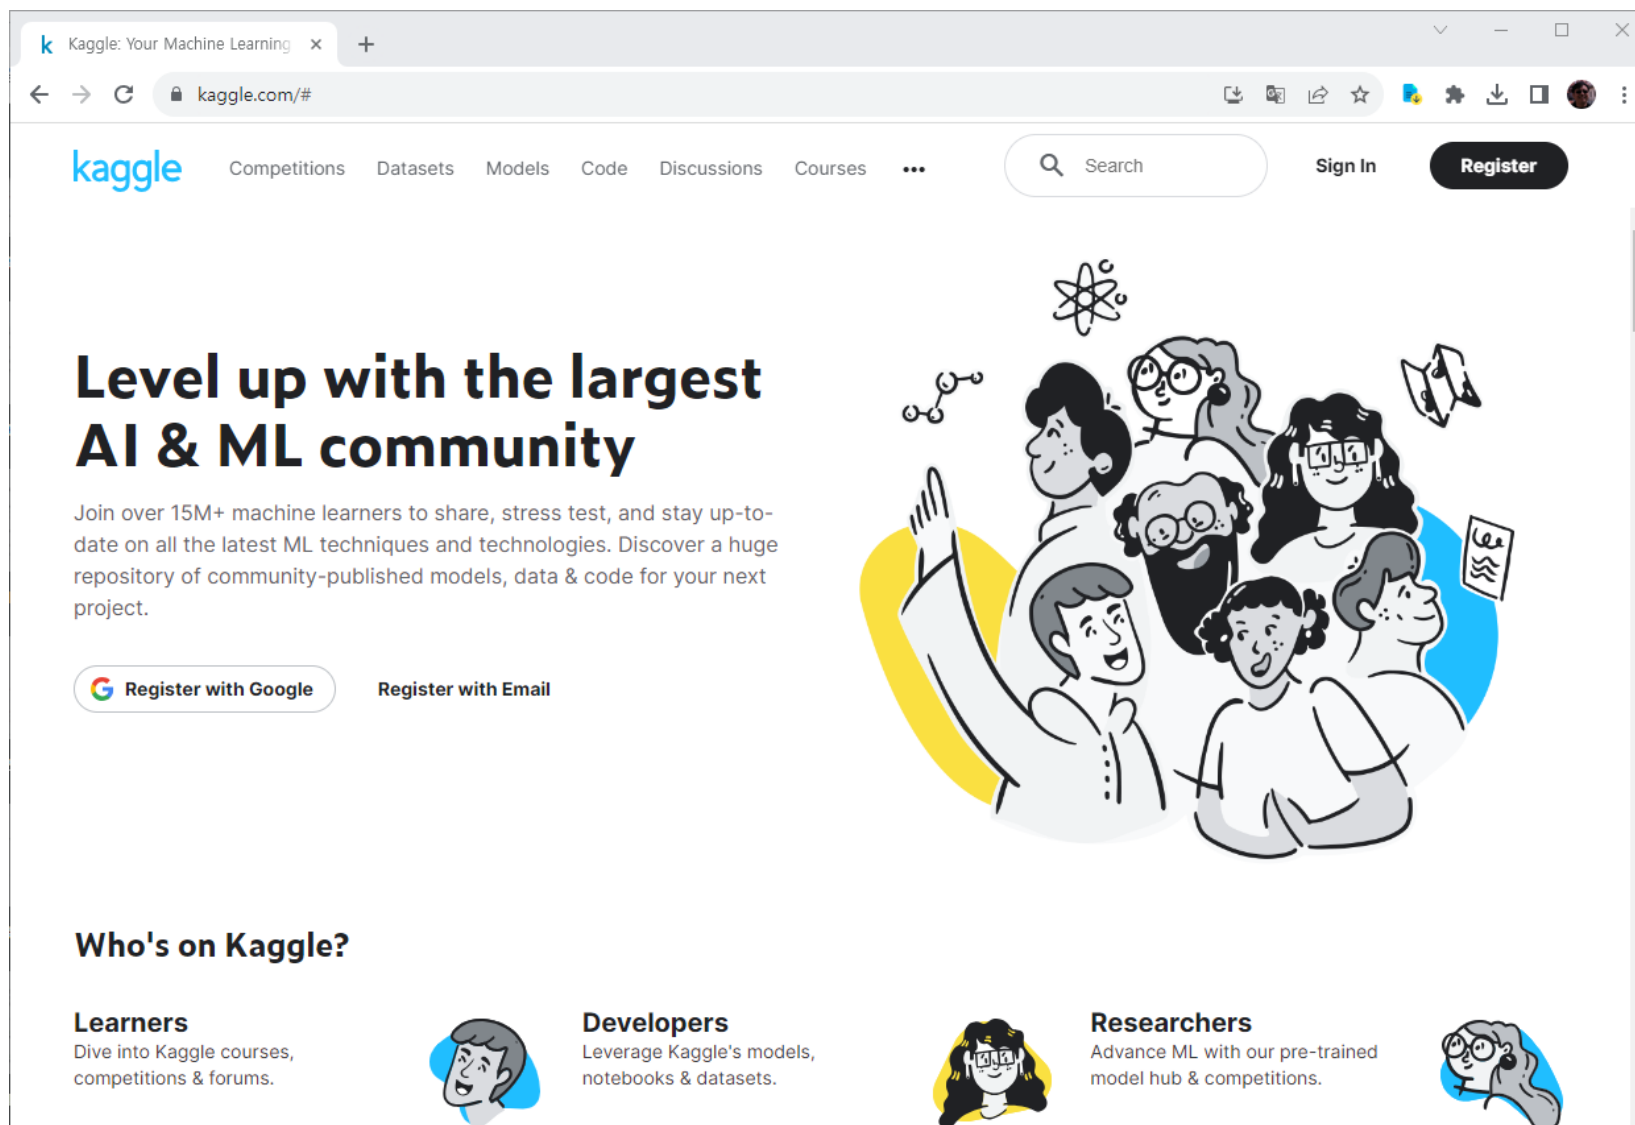 Kaggle: Your Machine Learning
kaggle.com/#
kaggle
Competitions
Datasets
Models
Code
Discussions
Courses
•••
Search
Sign In
Register
Level up with the largest
AI & ML community
Join over 15M+ machine learners to share, stress test, and stay up-to-
date on all the latest ML techniques and technologies. Discover a huge
repository of community-published models, data & code for your next
project.
Register with Google
Register with Email
Who's on Kaggle?
Learners
Dive into Kaggle courses,
competitions & forums.
Developers
Leverage Kaggle's models,
notebooks & datasets.
Researchers
Advance ML with our pre-trained
model hub & competitions.